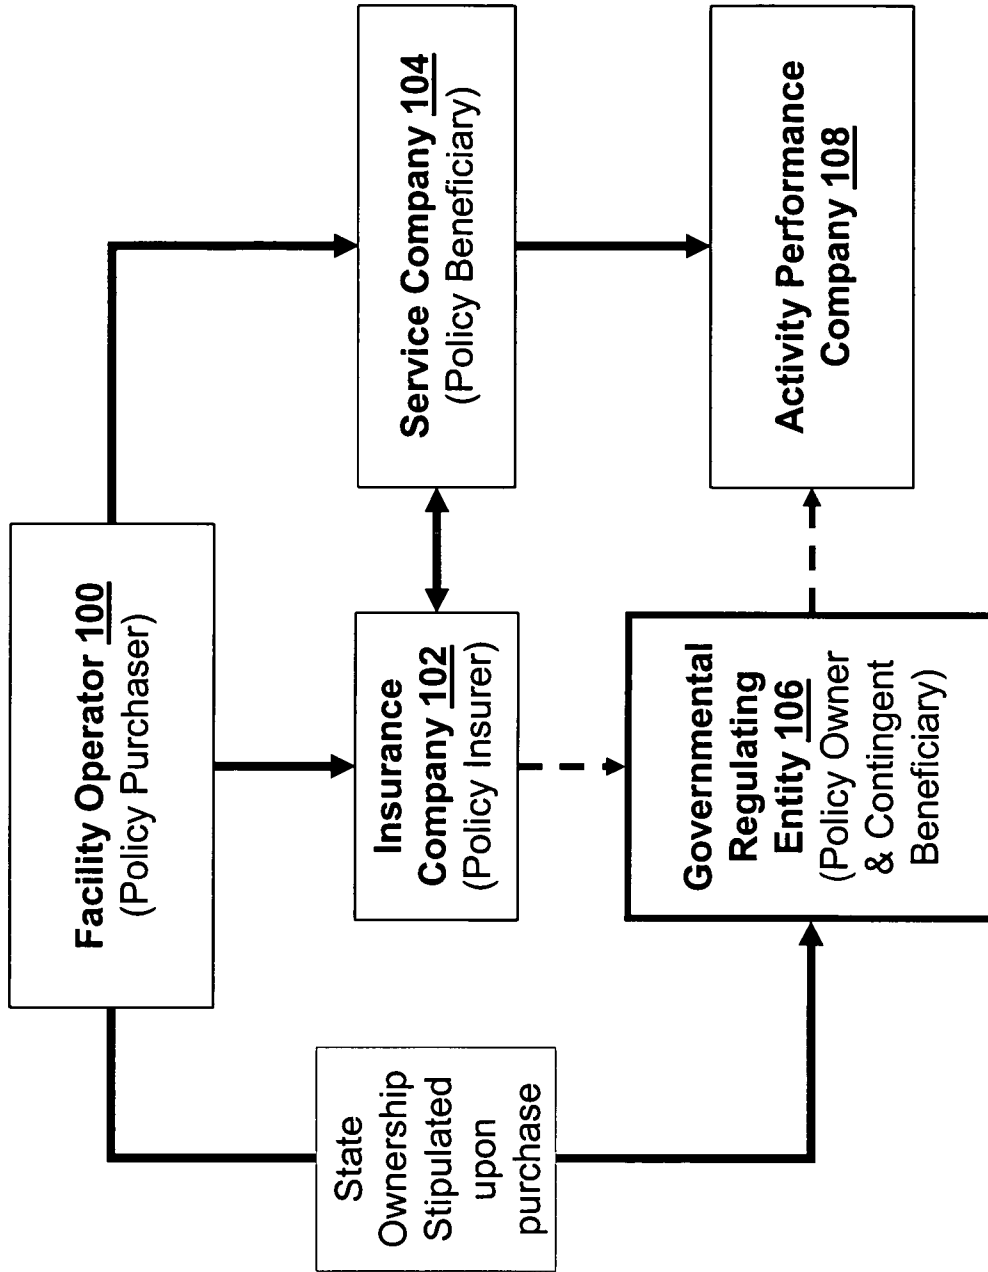 Facility Operator 100
(Policy Purchaser)
State
Ownership
Stipulated
upon
purchase
Insurance
Company 102
(Policy Insurer)
Service Company 104
(Policy Beneficiary)
Governmental
Regulating
Entity 106
(Policy Owner
& Contingent
Beneficiary)
Activity Performance
Company 108